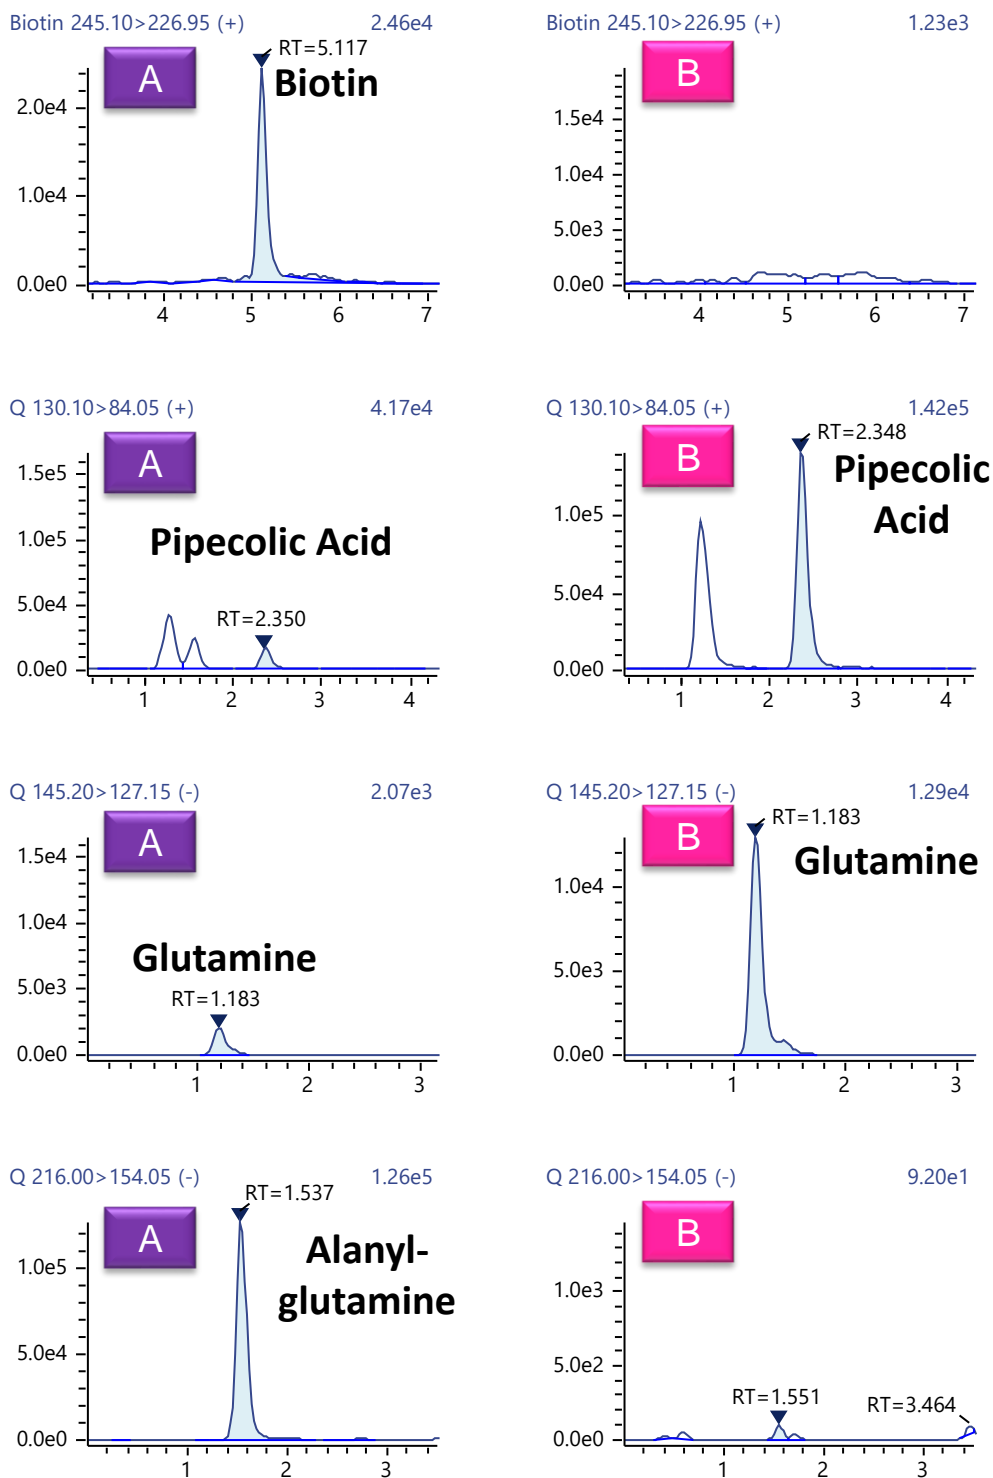 Biotin 245.10>226.95 (+) 2.46e4
RT=5.117
A
Biotin
2.0e4
1.0e4
0.0e0
4 5 6 7
Biotin 245.10>226.95 (+) 1.23e3
B
1.5e4
1.0e4
5.0e3
0.0e0
4 5 6 7
Q 130.10>84.05 (+) 4.17e4
A
1.5e5
1.0e5
Pipecolic Acid
5.0e4
RT=2.350
0.0e0
1 2 3 4
Q 130.10>84.05 (+) 1.42e5
RT=2.348
B
Pipecolic
Acid
1.0e5
5.0e4
0.0e0
1 2 3 4
Q 145.20>127.15 (-) 2.07e3
A
1.5e4
1.0e4
Glutamine
5.0e3
RT=1.183
0.0e0
1 2 3
Q 145.20>127.15 (-) 1.29e4
RT=1.183
B
Glutamine
1.0e4
5.0e3
0.0e0
1 2 3
Q 216.00>154.05 (-) 1.26e5
RT=1.537
A
Alanyl-
glutamine
1.0e5
5.0e4
0.0e0
1 2 3
Q 216.00>154.05 (-) 9.20e1
B
1.0e3
5.0e2
RT=1.551
RT=3.464
0.0e0
1 2 3